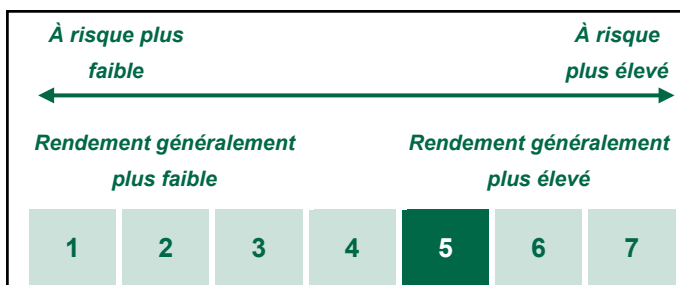 À risque plus
faible
À risque
plus élevé
Rendement généralement
plus faible
Rendement généralement
plus élevé
1 2 3 4 5 6 7